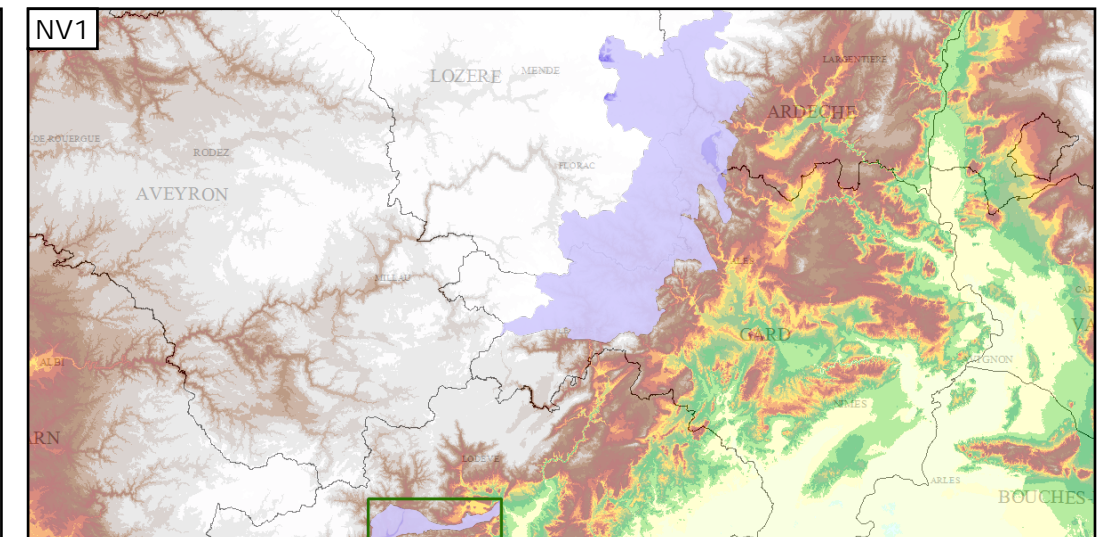 NV1
LOZERE
MENDE
LARGENTIERE
ARDECHE
-DE-ROUERGUE
RODEZ
FLORAC
AVEYRON
MILLAU
GARD
ALBI
NIMES
LODEVE
ARLES
BOUCHES-